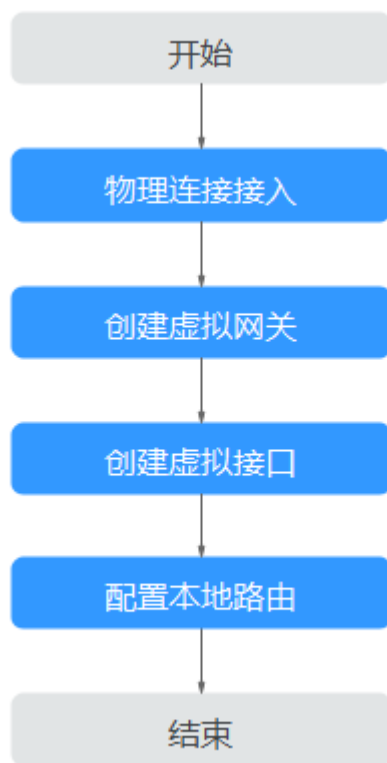 开始
物理连接接入
创建虚拟网关
创建虚拟接口
配置本地路由
结束